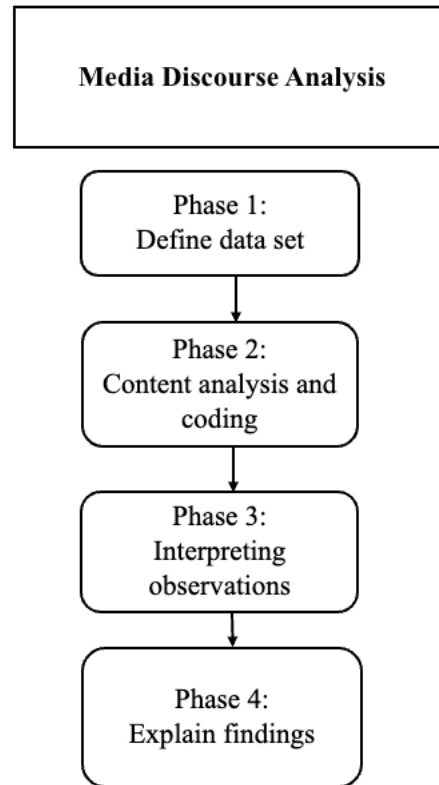 Media Discourse Analysis
Phase 1:
Define data set
Phase 2:
Content analysis and
coding
Phase 3:
Interpreting
observations
Phase 4:
Explain findings